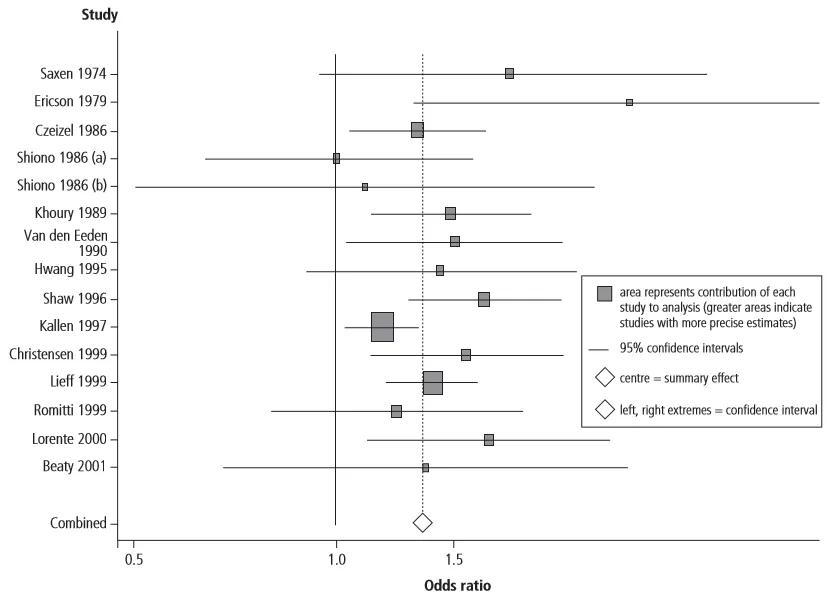 Study
Saxen 1974
Ericson 1979
Czeizel 1986
Shiono 1986 (a)
Shiono 1986 (b)
Khoury 1989
Van den Eeden
1990
Hwang 1995
Shaw 1996
Kallen 1997
Christensen 1999
Lieff 1999
Romitti 1999
Lorente 2000
Beaty 2001
Combined
area represents contribution of each
study to analysis (greater areas indicate
studies with more precise estimates)
95% confidence intervals
centre = summary effect
left, right extremes = confidence interval
0.5 1.0 1.5
Odds ratio